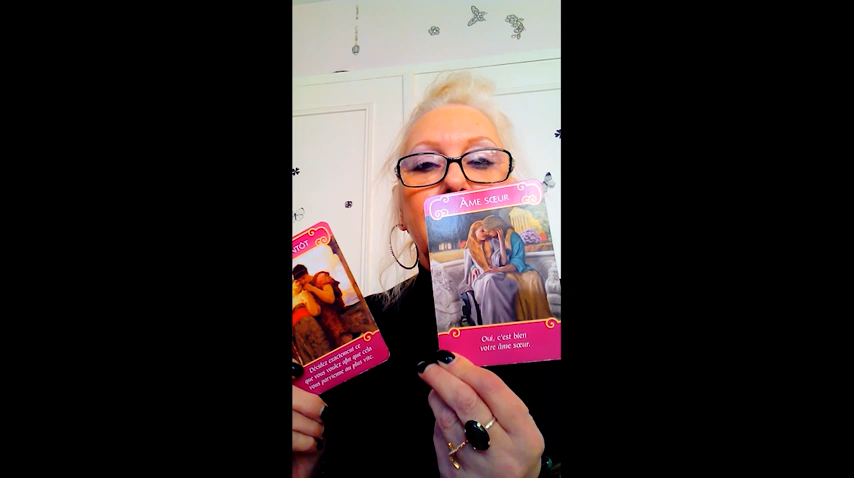 NTÔT
Décidez exactement ce
que vous voulez afin que cela
vous parvienne au plus vite.
ÂME SŒUR
Oui, c'est bien
votre âme sœur.